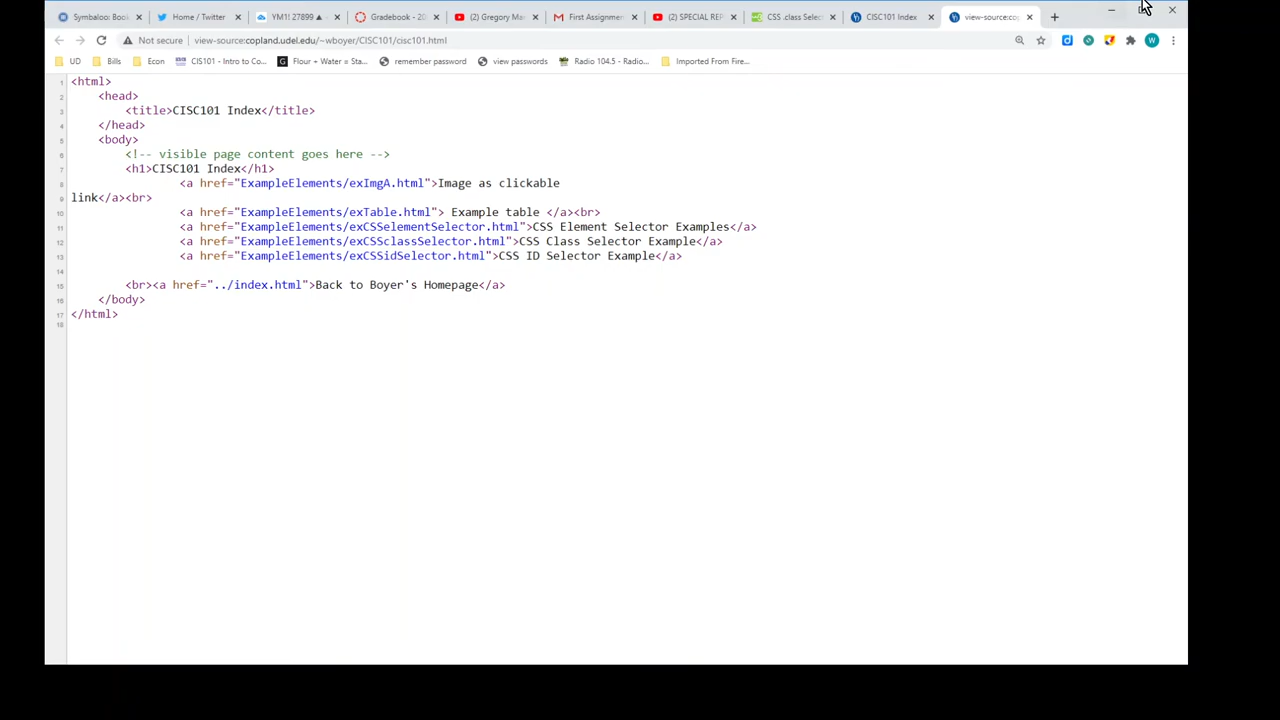 Symbaloo: Bool
Home / Twitter
YM1! 27899 ▲
Gradebook - 20
(2) Gregory Ma
First Assignmen
(2) SPECIAL REP
CSS .class Selec
CISC101 Index
view-source:cop
Not secure | view-source:copland.udel.edu/~wboyer/CISC101/cisc101.html
W
UD Bills Econ CIS101 - Intro to Co... Flour + Water = Sta... remember password view passwords Radio 104.5 - Radio... Imported From Fire...
1 <html>
2 <head>
3 <title>CISC101 Index</title>
4 </head>
5 <body>
6 <!-- visible page content goes here -->
7 <h1>CISC101 Index</h1>
8 <a href="ExampleElements/exImgA.html">Image as clickable
9 link</a><br>
10 <a href="ExampleElements/exTable.html"> Example table </a><br>
11 <a href="ExampleElements/exCSSelementSelector.html">CSS Element Selector Examples</a>
12 <a href="ExampleElements/exCSSclassSelector.html">CSS Class Selector Example</a>
13 <a href="ExampleElements/exCSSidSelector.html">CSS ID Selector Example</a>
14
15 <br><a href="../index.html">Back to Boyer's Homepage</a>
16 </body>
17 </html>
18